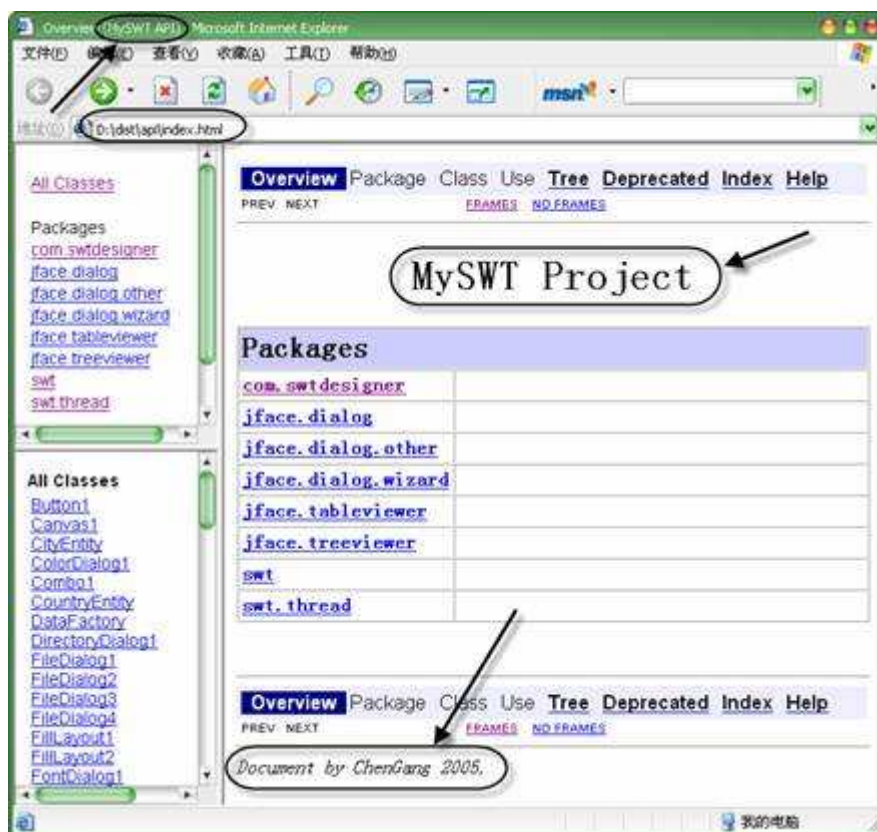 Overview (MySWT API) Microsoft Internet Explorer
文件(F) 编辑(E) 查看(V) 收藏(A) 工具(T) 帮助(H)
msn
地址(D) D:\dist\api\index.html
All Classes
Packages
com.swtdesigner
jface.dialog
jface.dialog.other
jface.dialog.wizard
jface.tableviewer
jface.treeviewer
swt
swt.thread
All Classes
Button1
Canvas1
CityEntity
ColorDialog1
Combo1
CountryEntity
DataFactory
DirectoryDialog1
FileDialog1
FileDialog2
FileDialog3
FileDialog4
FillLayout1
FillLayout2
FontDialog1
Overview Package Class Use Tree Deprecated Index Help
PREV NEXT FRAMES NO FRAMES
MySWT Project
Packages
com.swtdesigner
jface.dialog
jface.dialog.other
jface.dialog.wizard
jface.tableviewer
jface.treeviewer
swt
swt.thread
Overview Package Class Use Tree Deprecated Index Help
PREV NEXT FRAMES NO FRAMES
Document by ChenGang 2005.
我的电脑